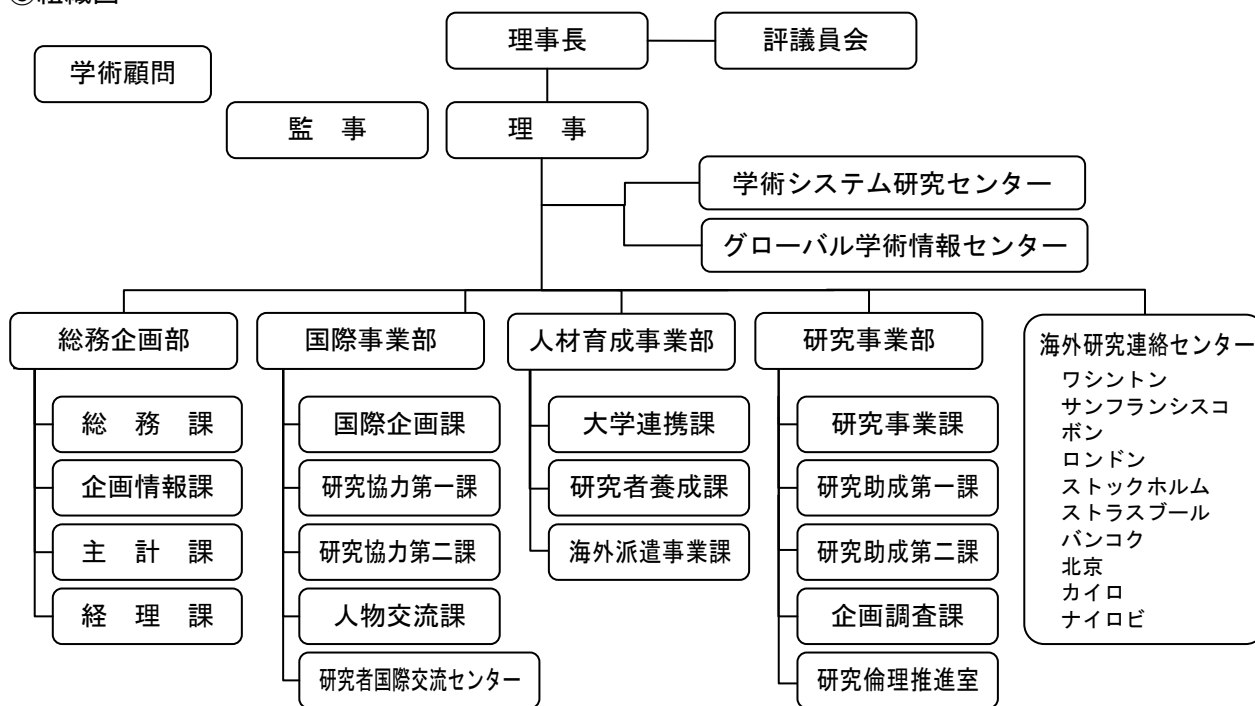 理事長
評議員会
学術顧問
監　事
理　事
学術システム研究センター
グローバル学術情報センター
総務企画部
総　務　課
企画情報課
主　計　課
経　理　課
国際事業部
国際企画課
研究協力第一課
研究協力第二課
人物交流課
研究者国際交流センター
人材育成事業部
大学連携課
研究者養成課
海外派遣事業課
研究事業部
研究事業課
研究助成第一課
研究助成第二課
企画調査課
研究倫理推進室
海外研究連絡センター
ワシントン
サンフランシスコ
ボン
ロンドン
ストックホルム
ストラスブール
バンコク
北京
カイロ
ナイロビ